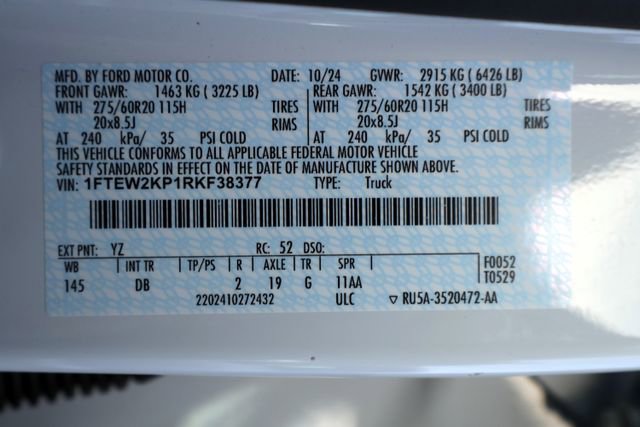 MFD. BY FORD MOTOR CO. DATE: 10/24 GVWR: 2915 KG ( 6426 LB)
FRONT GAWR: 1463 KG ( 3225 LB) REAR GAWR: 1542 KG ( 3400 LB)
WITH 275/60R20 115H TIRES WITH 275/60R20 115H TIRES
20x8.5J RIMS 20x8.5J RIMS
AT 240 kPa/ 35 PSI COLD AT 240 kPa/ 35 PSI COLD
THIS VEHICLE CONFORMS TO ALL APPLICABLE FEDERAL MOTOR VEHICLE
SAFETY STANDARDS IN EFFECT ON THE DATE OF MANUFACTURE SHOWN ABOVE.
VIN: 1FTEW2KP1RKF38377 TYPE: Truck
EXT PNT: YZ RC: 52 DSO:
WB INT TR TP/PS R AXLE TR SPR F0052
145 DB 2 19 G 11AA T0529
2202410272432 ULC ▽ RU5A-3520472-AA